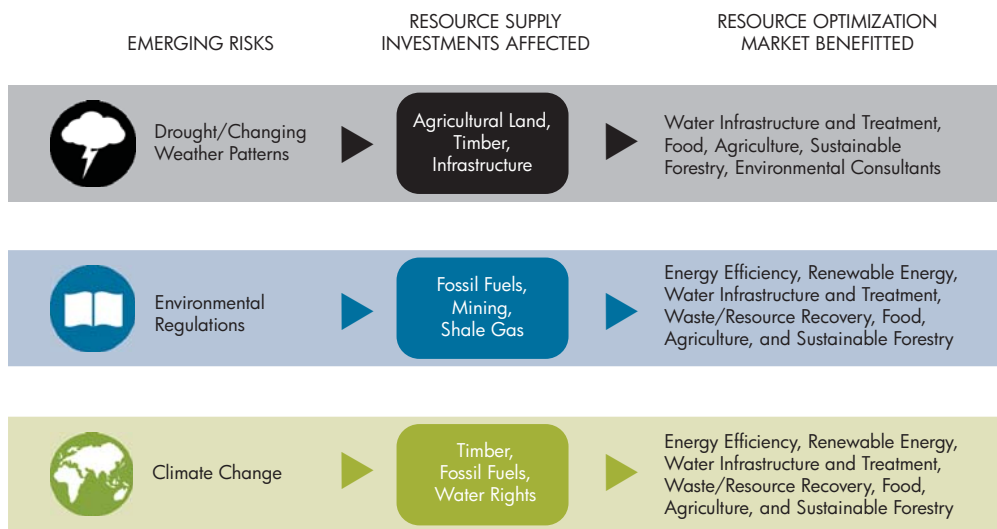 EMERGING RISKS
RESOURCE SUPPLY
INVESTMENTS AFFECTED
RESOURCE OPTIMIZATION
MARKET BENEFITTED
Drought/Changing
Weather Patterns
Agricultural Land,
Timber,
Infrastructure
Water Infrastructure and Treatment,
Food, Agriculture, Sustainable
Forestry, Environmental Consultants
Environmental
Regulations
Fossil Fuels,
Mining,
Shale Gas
Energy Efficiency, Renewable Energy,
Water Infrastructure and Treatment,
Waste/Resource Recovery, Food,
Agriculture, and Sustainable Forestry
Climate Change
Timber,
Fossil Fuels,
Water Rights
Energy Efficiency, Renewable Energy,
Water Infrastructure and Treatment,
Waste/Resource Recovery, Food,
Agriculture, and Sustainable Forestry